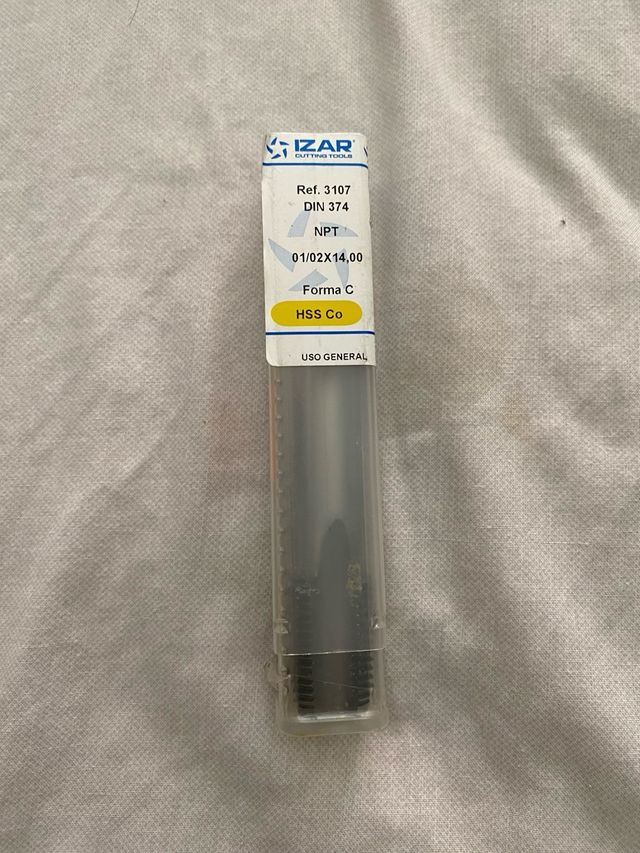 IZAR
CUTTING TOOLS
Ref. 3107
DIN 374
NPT
01/02X14,00
Forma C
HSS Co
USO GENERAL